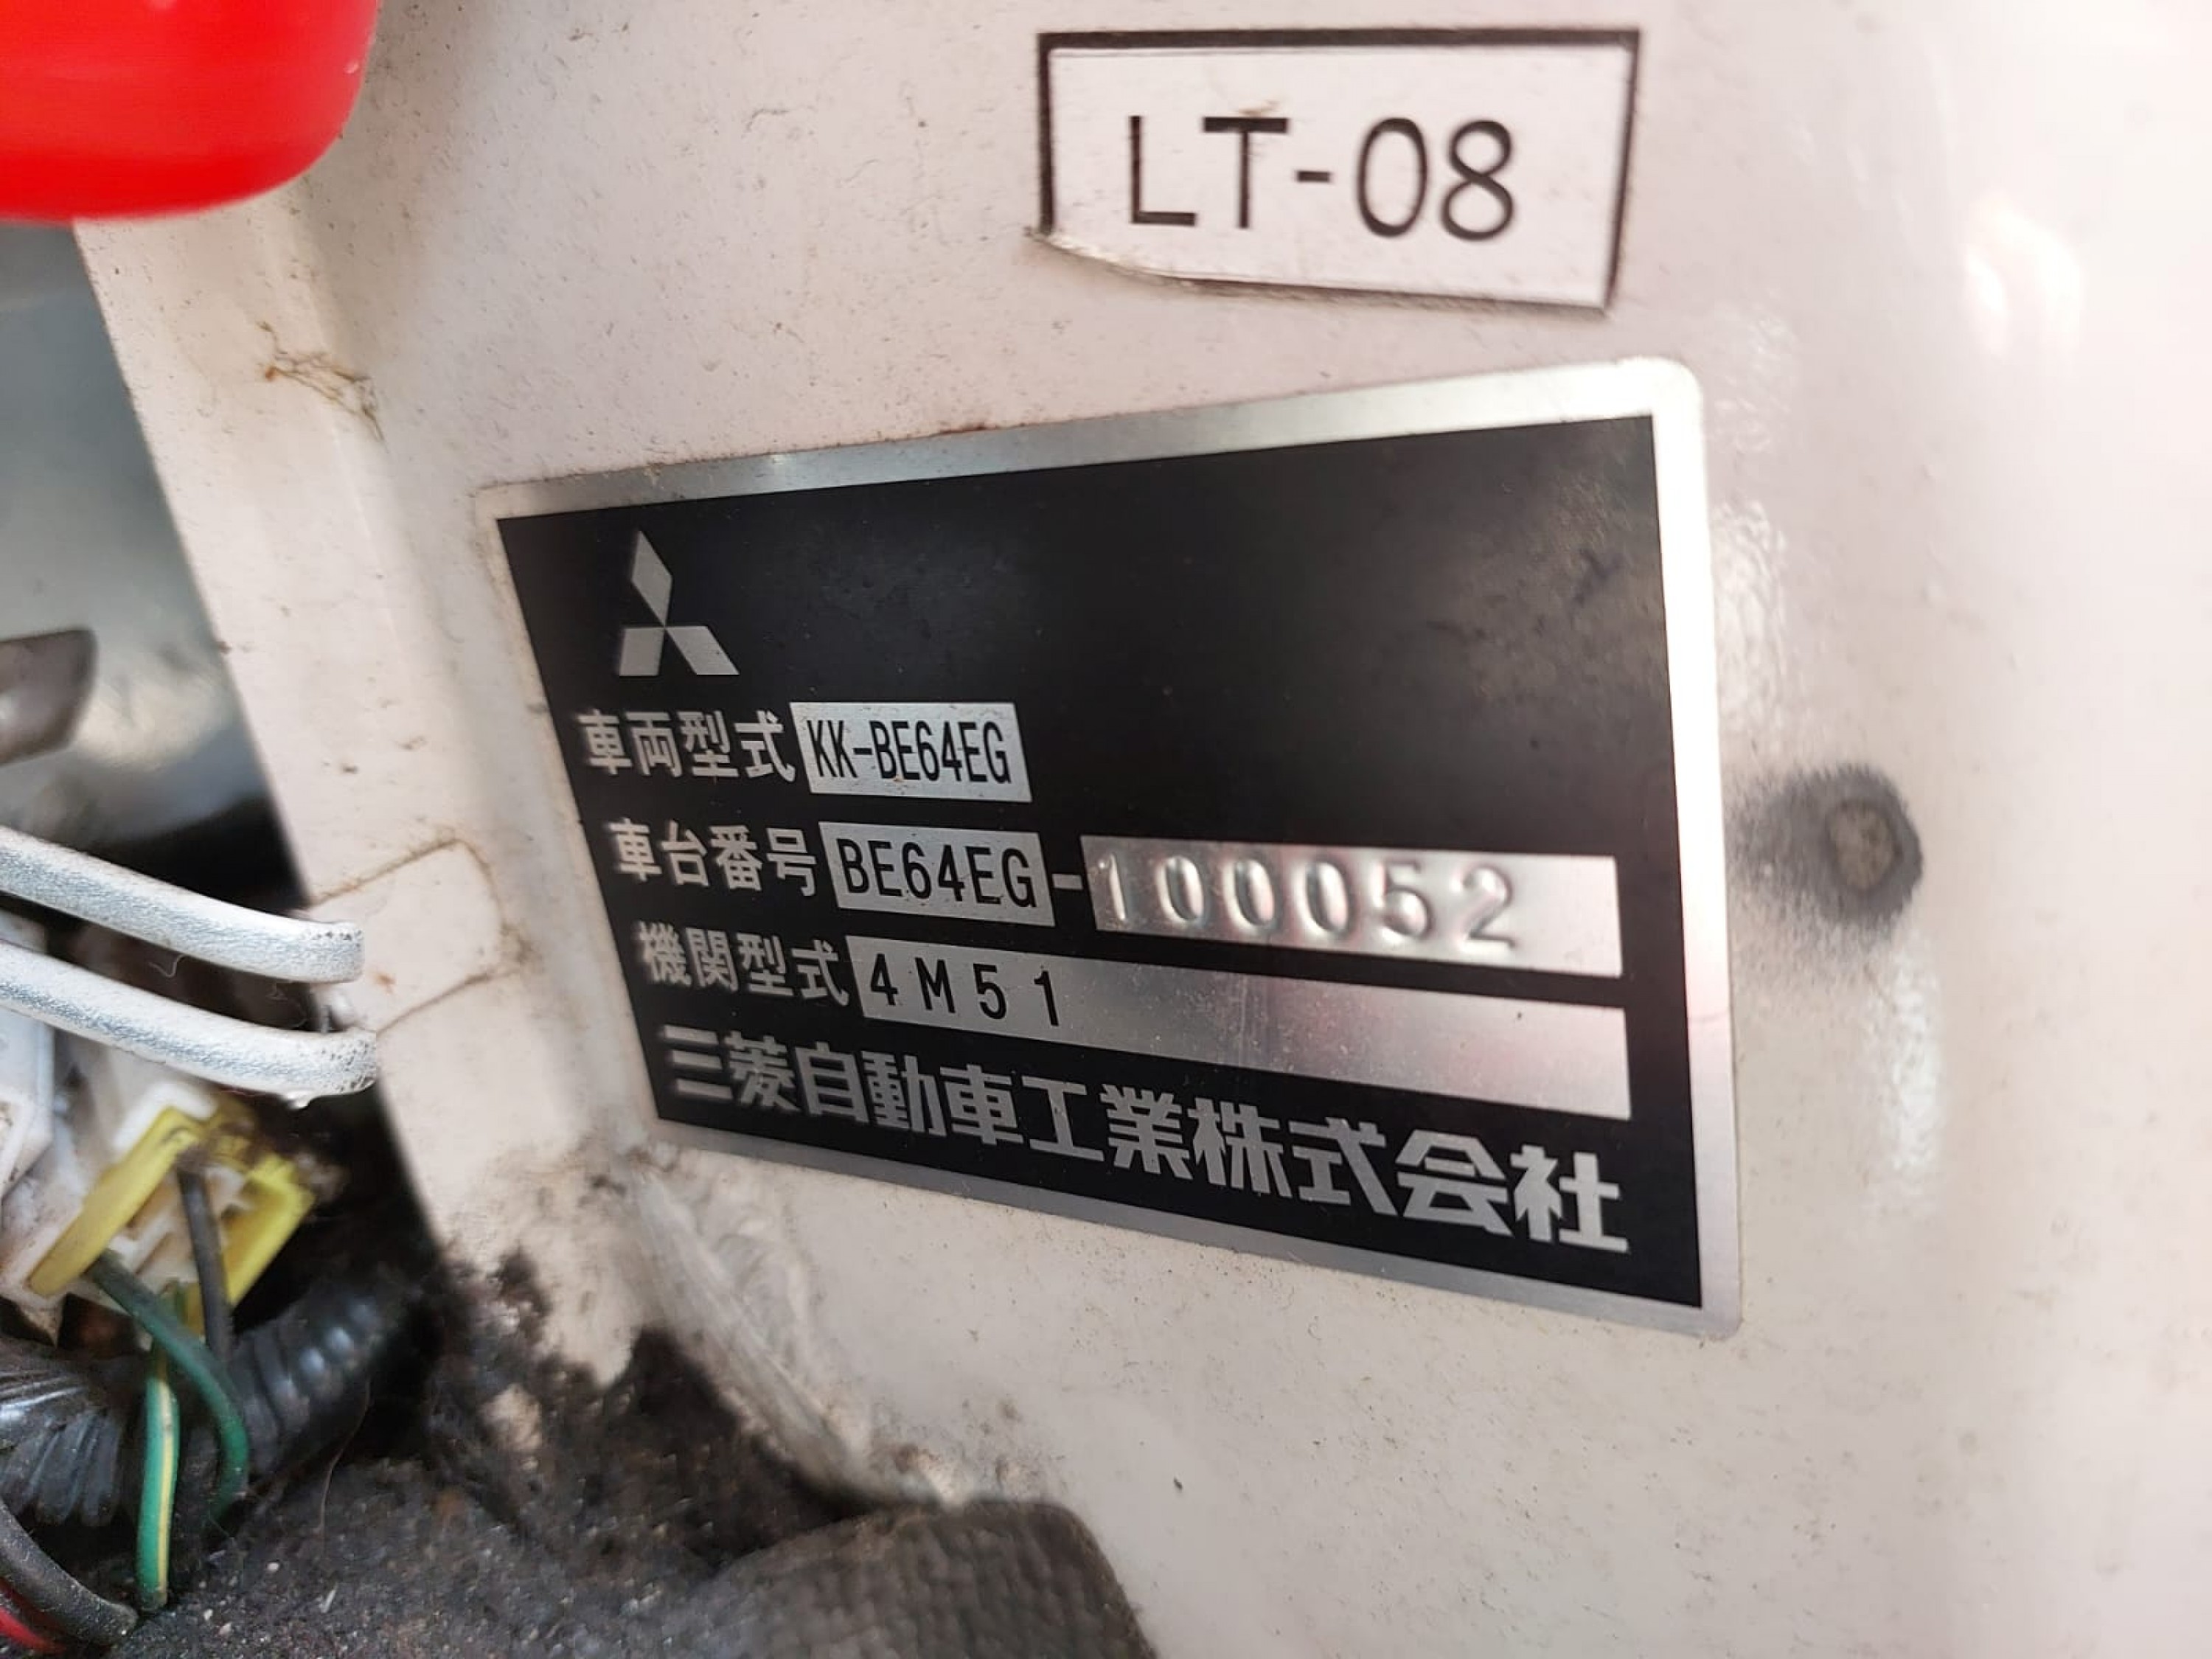 LT-08
車両型式 KK-BE64EG
車台番号 BE64EG-100052
機関型式 4M51
三菱自動車工業株式会社